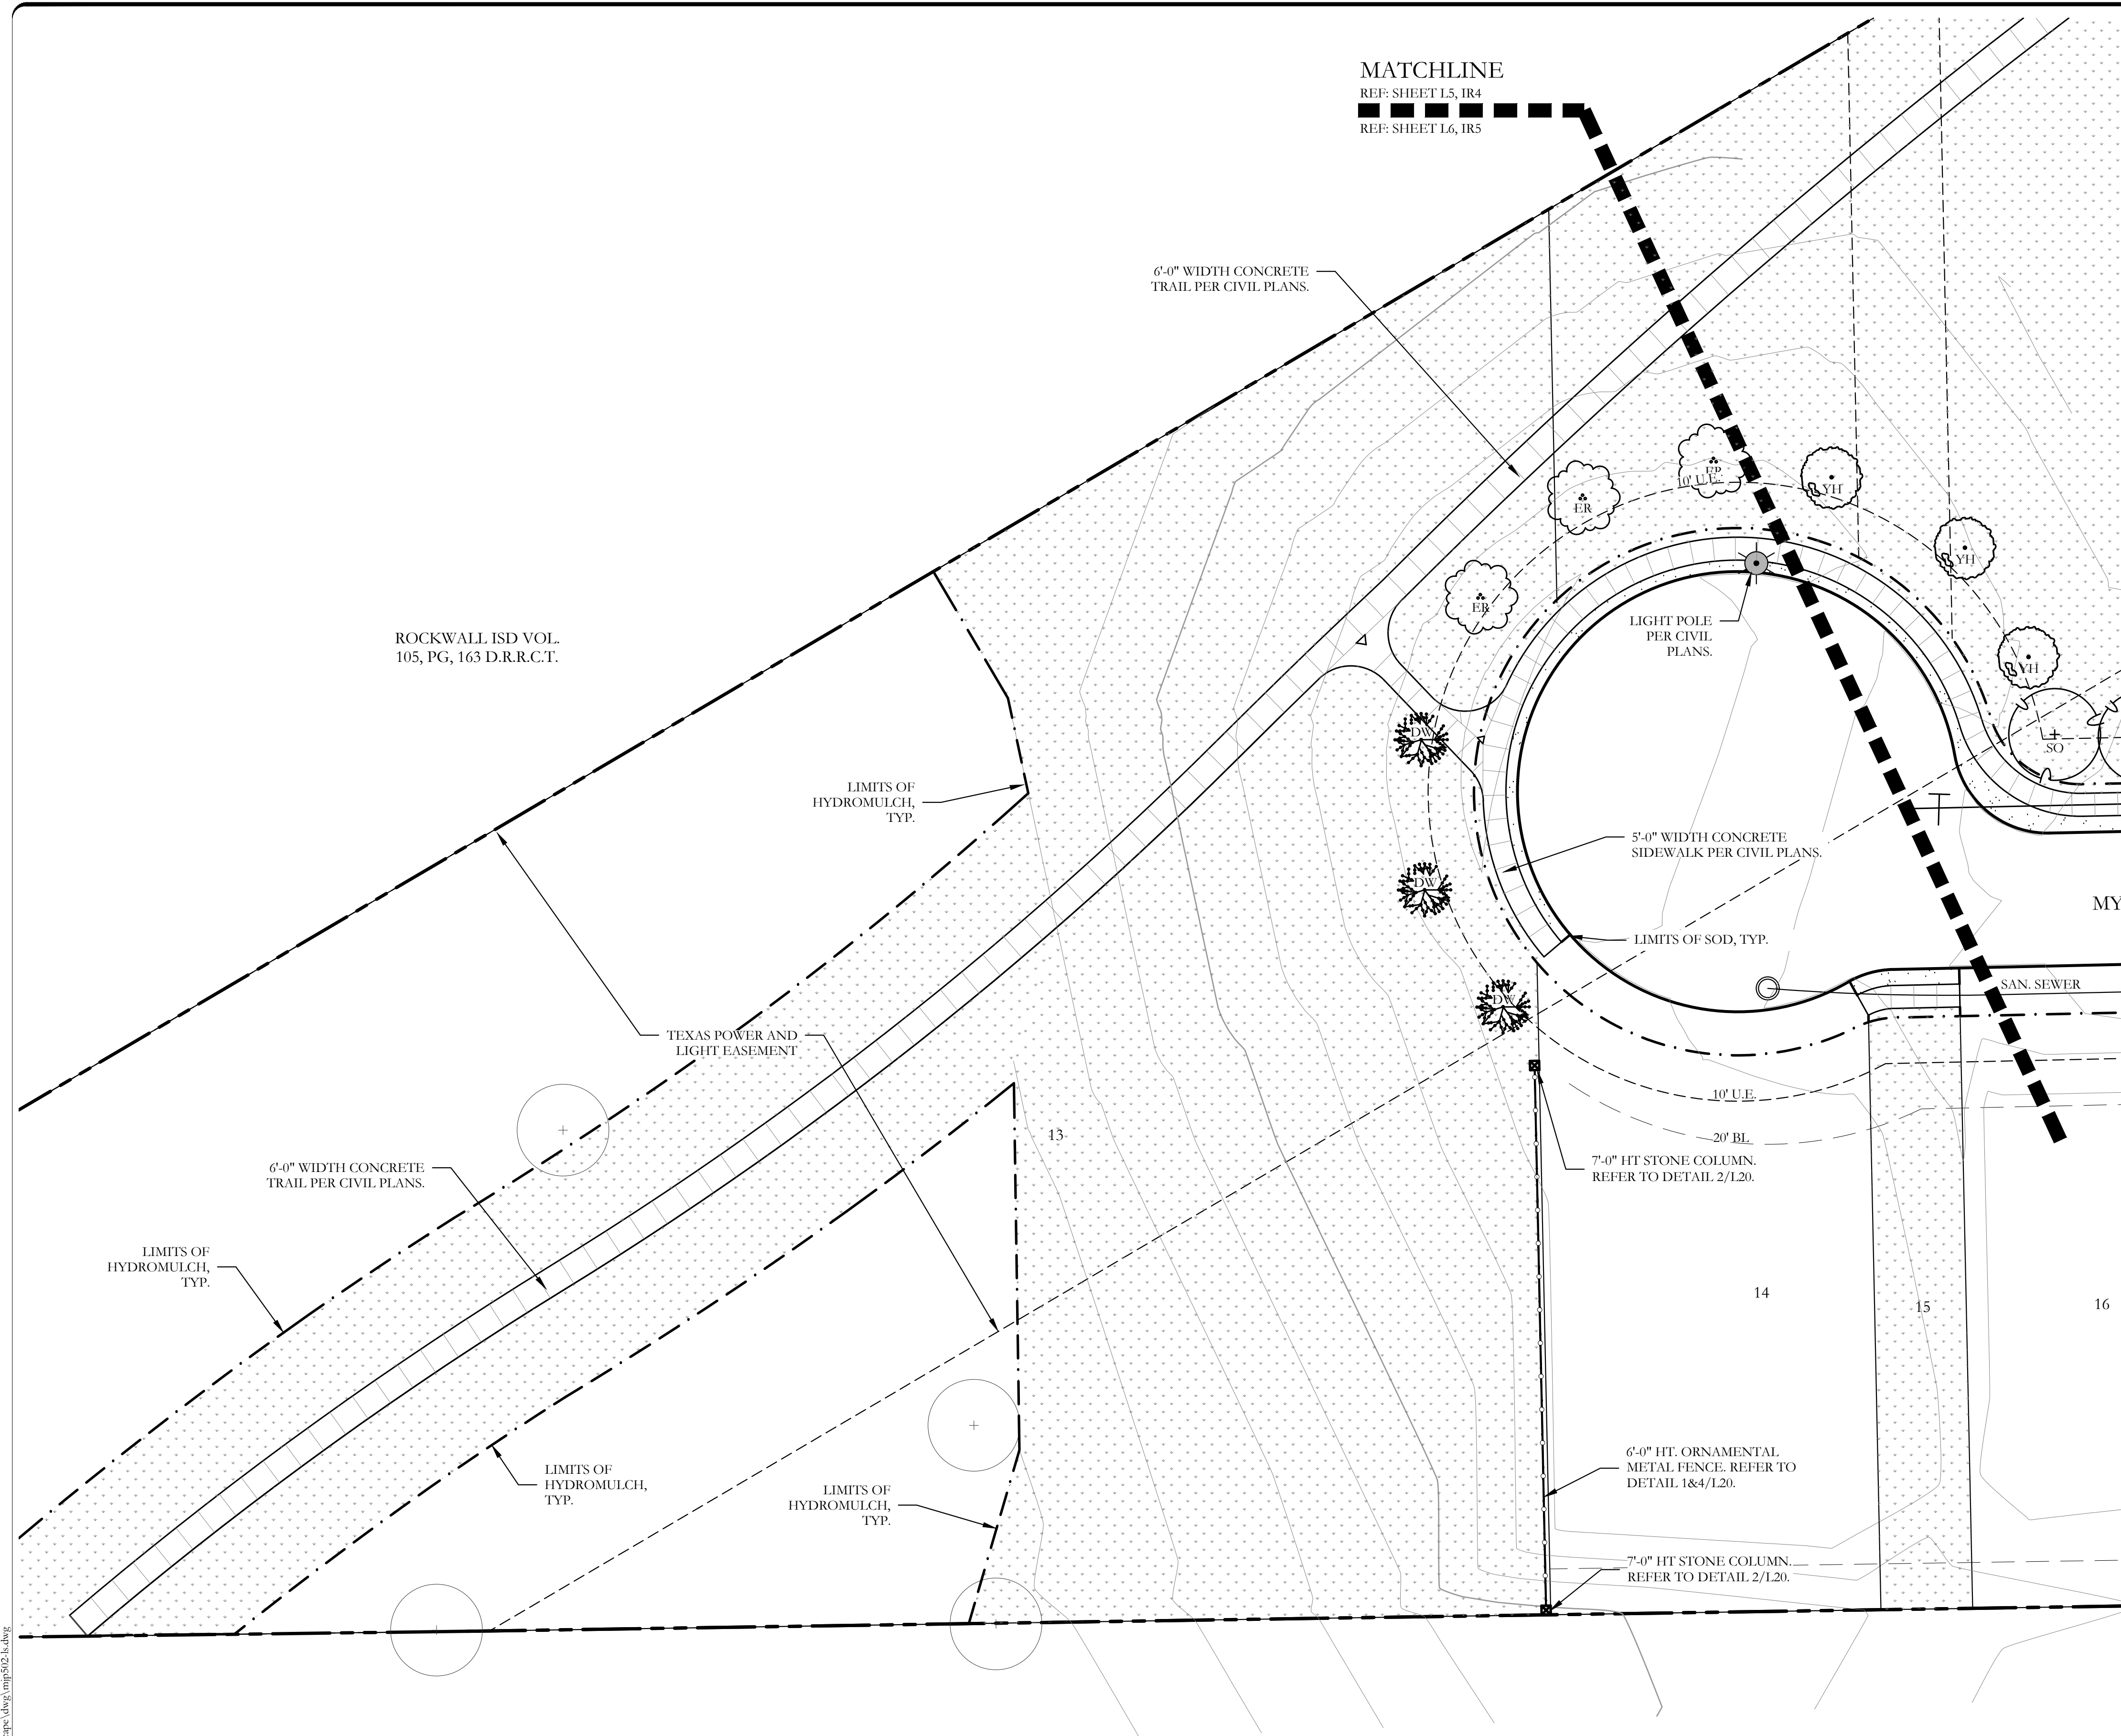 MATCHLINE
REF: SHEET L5, IR4
REF: SHEET L6, IR5
6'-0" WIDTH CONCRETE
TRAIL PER CIVIL PLANS.
10' U.E.
ER
YH
ER
YH
ER
LIGHT POLE
PER CIVIL
PLANS.
ROCKWALL ISD VOL.
105, PG, 163 D.R.R.C.T.
YH
DW
SO
LIMITS OF
HYDROMULCH,
TYP.
5'-0" WIDTH CONCRETE
SIDEWALK PER CIVIL PLANS.
DW
MY
LIMITS OF SOD, TYP.
SAN. SEWER
DW
TEXAS POWER AND
LIGHT EASEMENT
10' U.E.
13
20' BL
7'-0" HT STONE COLUMN.
REFER TO DETAIL 2/L20.
6'-0" WIDTH CONCRETE
TRAIL PER CIVIL PLANS.
LIMITS OF
HYDROMULCH,
TYP.
14
15
16
6'-0" HT. ORNAMENTAL
METAL FENCE. REFER TO
DETAIL 1&4/L20.
LIMITS OF
HYDROMULCH,
TYP.
LIMITS OF
HYDROMULCH,
TYP.
7'-0" HT STONE COLUMN.
REFER TO DETAIL 2/L20.
cape\dwg\mjp502-ls.dwg